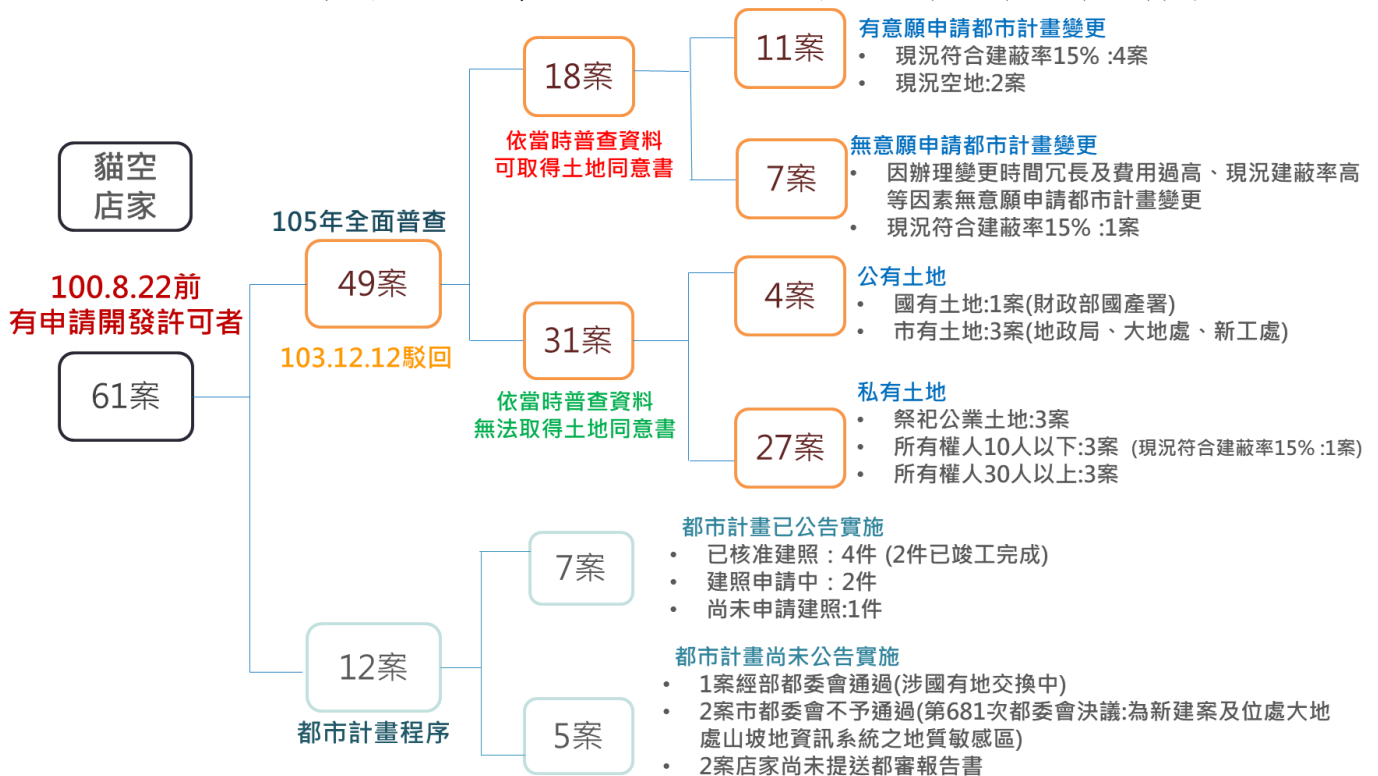 貓空
店家
100.8.22前
有申請開發許可者
61案
105年全面普查
49案
103.12.12駁回
18案
依當時普查資料
可取得土地同意書
11案
有意願申請都市計畫變更
• 現況符合建蔽率15% :4案
• 現況空地:2案
7案
無意願申請都市計畫變更
• 因辦理變更時間冗長及費用過高、現況建蔽率高
等因素無意願申請都市計畫變更
• 現況符合建蔽率15% :1案
31案
依當時普查資料
無法取得土地同意書
4案
公有土地
• 國有土地:1案(財政部國產署)
• 市有土地:3案(地政局、大地處、新工處)
27案
私有土地
• 祭祀公業土地:3案
• 所有權人10人以下:3案 (現況符合建蔽率15% :1案)
• 所有權人30人以上:3案
12案
都市計畫程序
7案
都市計畫已公告實施
• 已核准建照：4件 (2件已竣工完成)
• 建照申請中：2件
• 尚未申請建照:1件
5案
都市計畫尚未公告實施
• 1案經部都委會通過(涉國有地交換中)
• 2案市都委會不予通過(第681次都委會決議:為新建案及位處大地
處山坡地資訊系統之地質敏感區)
• 2案店家尚未提送都審報告書